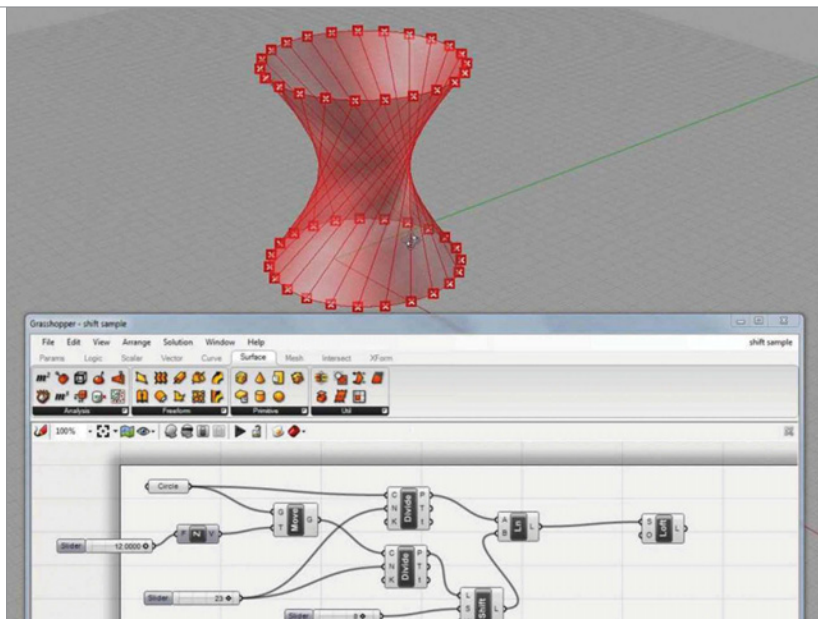 Grasshopper - shift sample
File Edit View Arrange Solution Window Help shift sample
Params Logic Scalar Vector Curve Surface Mesh Intersect XForm
Analysis Freeform Primitive Util
100%
Circle
C N K Divide P T t
G T Move G
F N V
A B Ln L
S O Loft L
Slider 12.0000
C N K Divide P T t
Slider 23
L S Shift L
Slider 8